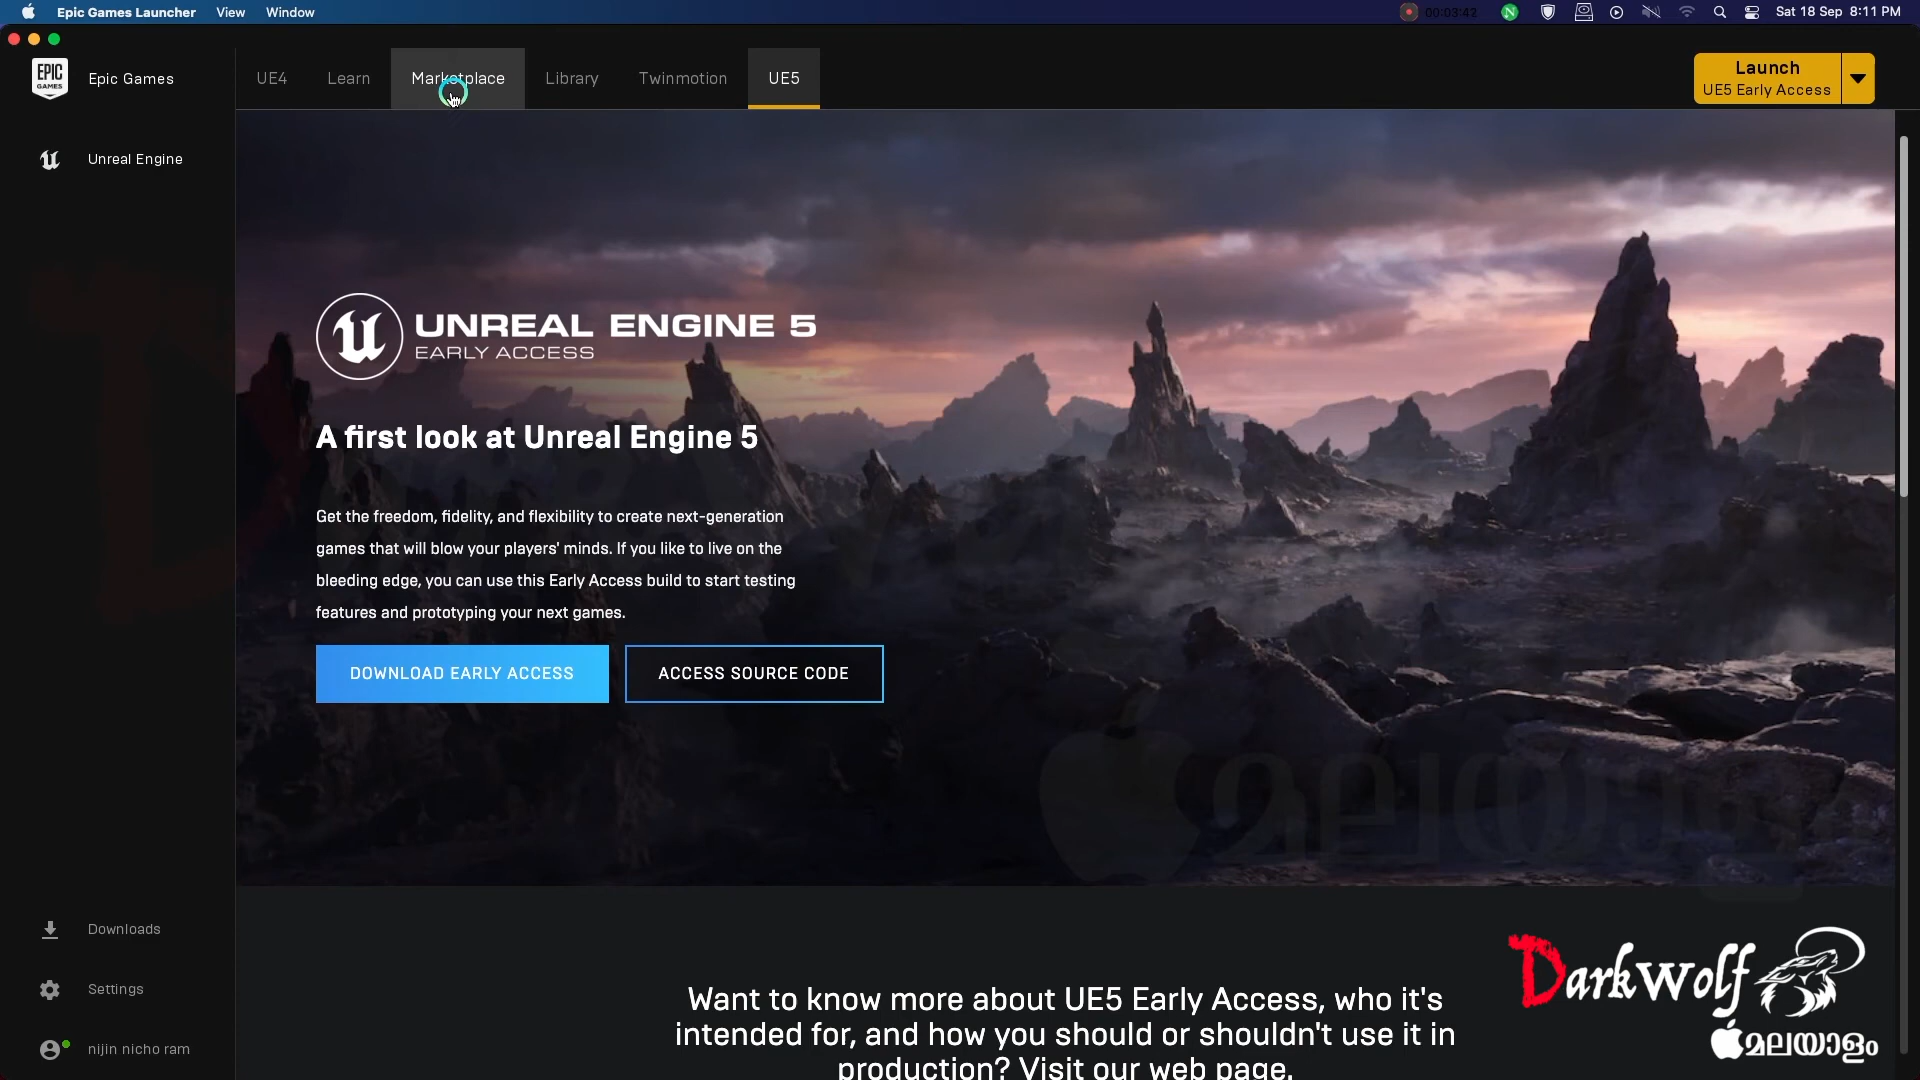 Epic Games Launcher View Window
00:03:42
N
Sat 18 Sep 8:11 PM
EPIC
GAMES
Epic Games
UE4 Learn Marketplace Library Twinmotion UE5
Launch
UE5 Early Access
Unreal Engine
UNREAL ENGINE 5
EARLY ACCESS
A first look at Unreal Engine 5
Get the freedom, fidelity, and flexibility to create next-generation
games that will blow your players' minds. If you like to live on the
bleeding edge, you can use this Early Access build to start testing
features and prototyping your next games.
DOWNLOAD EARLY ACCESS ACCESS SOURCE CODE
Downloads
Settings
nijin nicho ram
Want to know more about UE5 Early Access, who it's
intended for, and how you should or shouldn't use it in
production? Visit our web page.
Darkwolf
മലയാളം